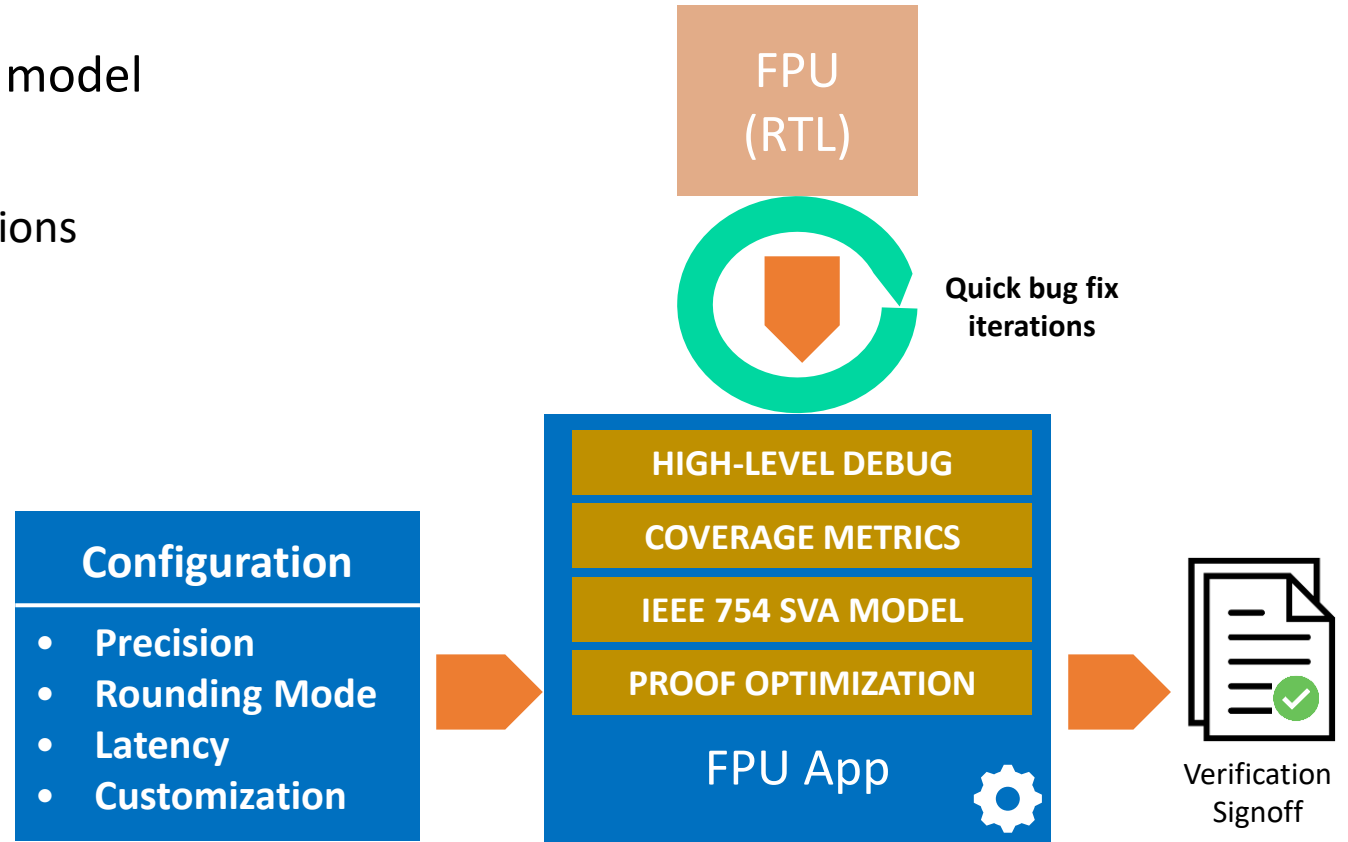 model
ions
FPU
(RTL)
Quick bug fix
iterations
Configuration
• Precision
• Rounding Mode
• Latency
• Customization
HIGH-LEVEL DEBUG
COVERAGE METRICS
IEEE 754 SVA MODEL
PROOF OPTIMIZATION
FPU App
Verification
Signoff